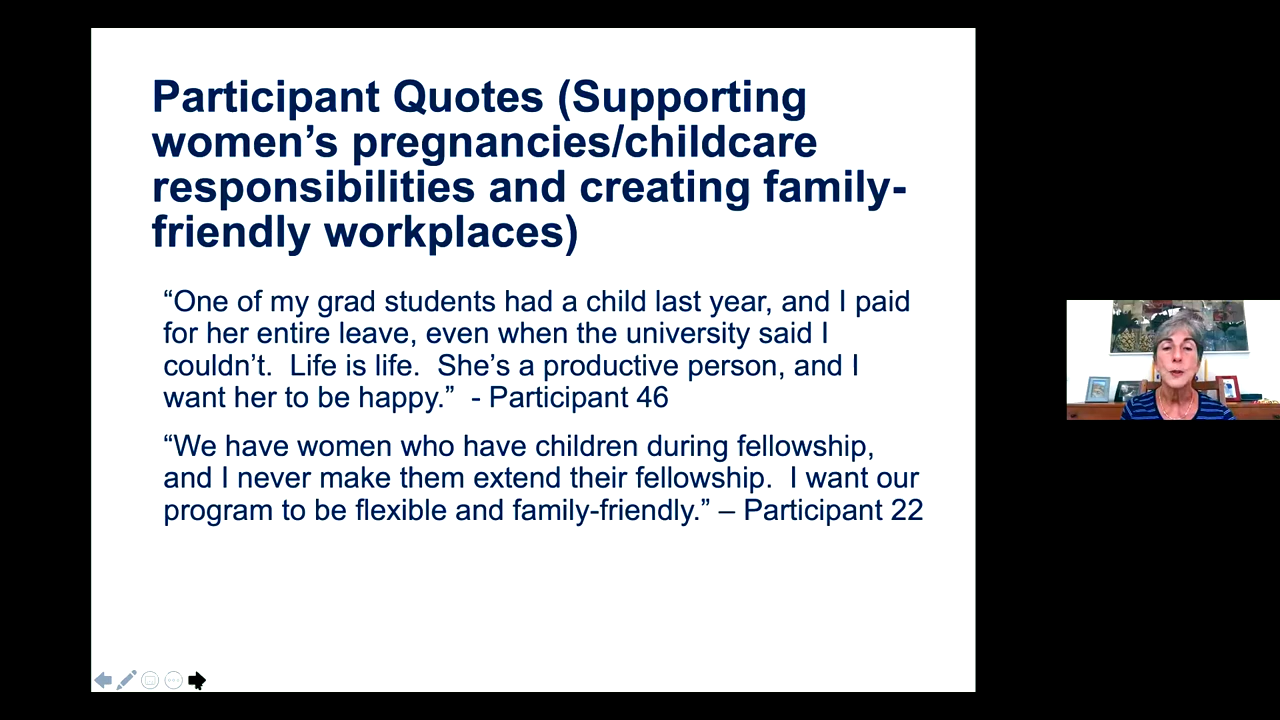 Participant Quotes (Supporting
women’s pregnancies/childcare
responsibilities and creating family-
friendly workplaces)
“One of my grad students had a child last year, and I paid
for her entire leave, even when the university said I
couldn’t.  Life is life.  She’s a productive person, and I
want her to be happy.”  - Participant 46
“We have women who have children during fellowship,
and I never make them extend their fellowship.  I want our
program to be flexible and family-friendly.” – Participant 22